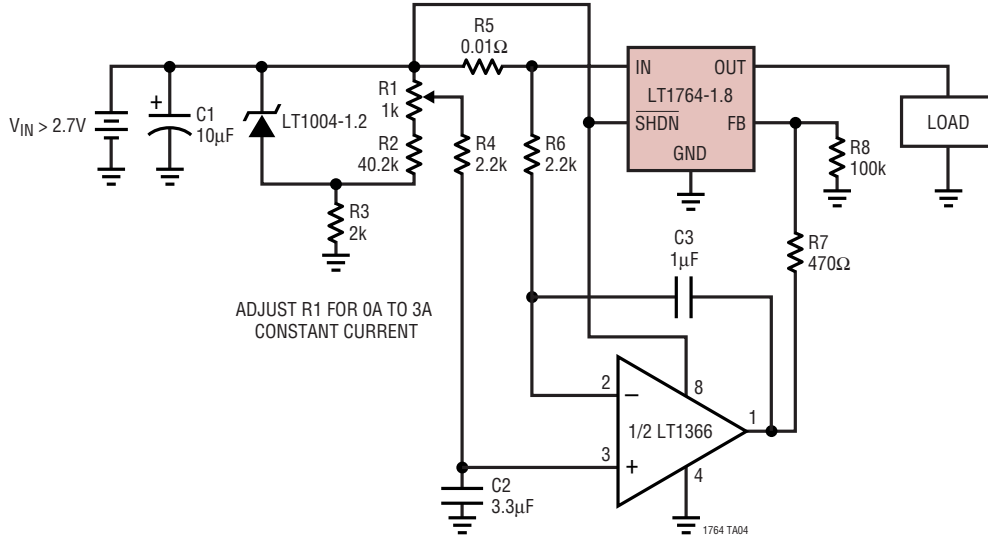 R5
0.01Ω
VIN > 2.7V
+
C1
10µF
LT1004-1.2
R1
1k
R2
40.2k
R3
2k
R4
2.2k
R6
2.2k
IN
OUT
LT1764-1.8
SHDN
FB
GND
LOAD
R8
100k
R7
470Ω
C3
1µF
ADJUST R1 FOR 0A TO 3A
CONSTANT CURRENT
2
–
8
1/2 LT1366
1
3
+
4
C2
3.3µF
1764 TA04